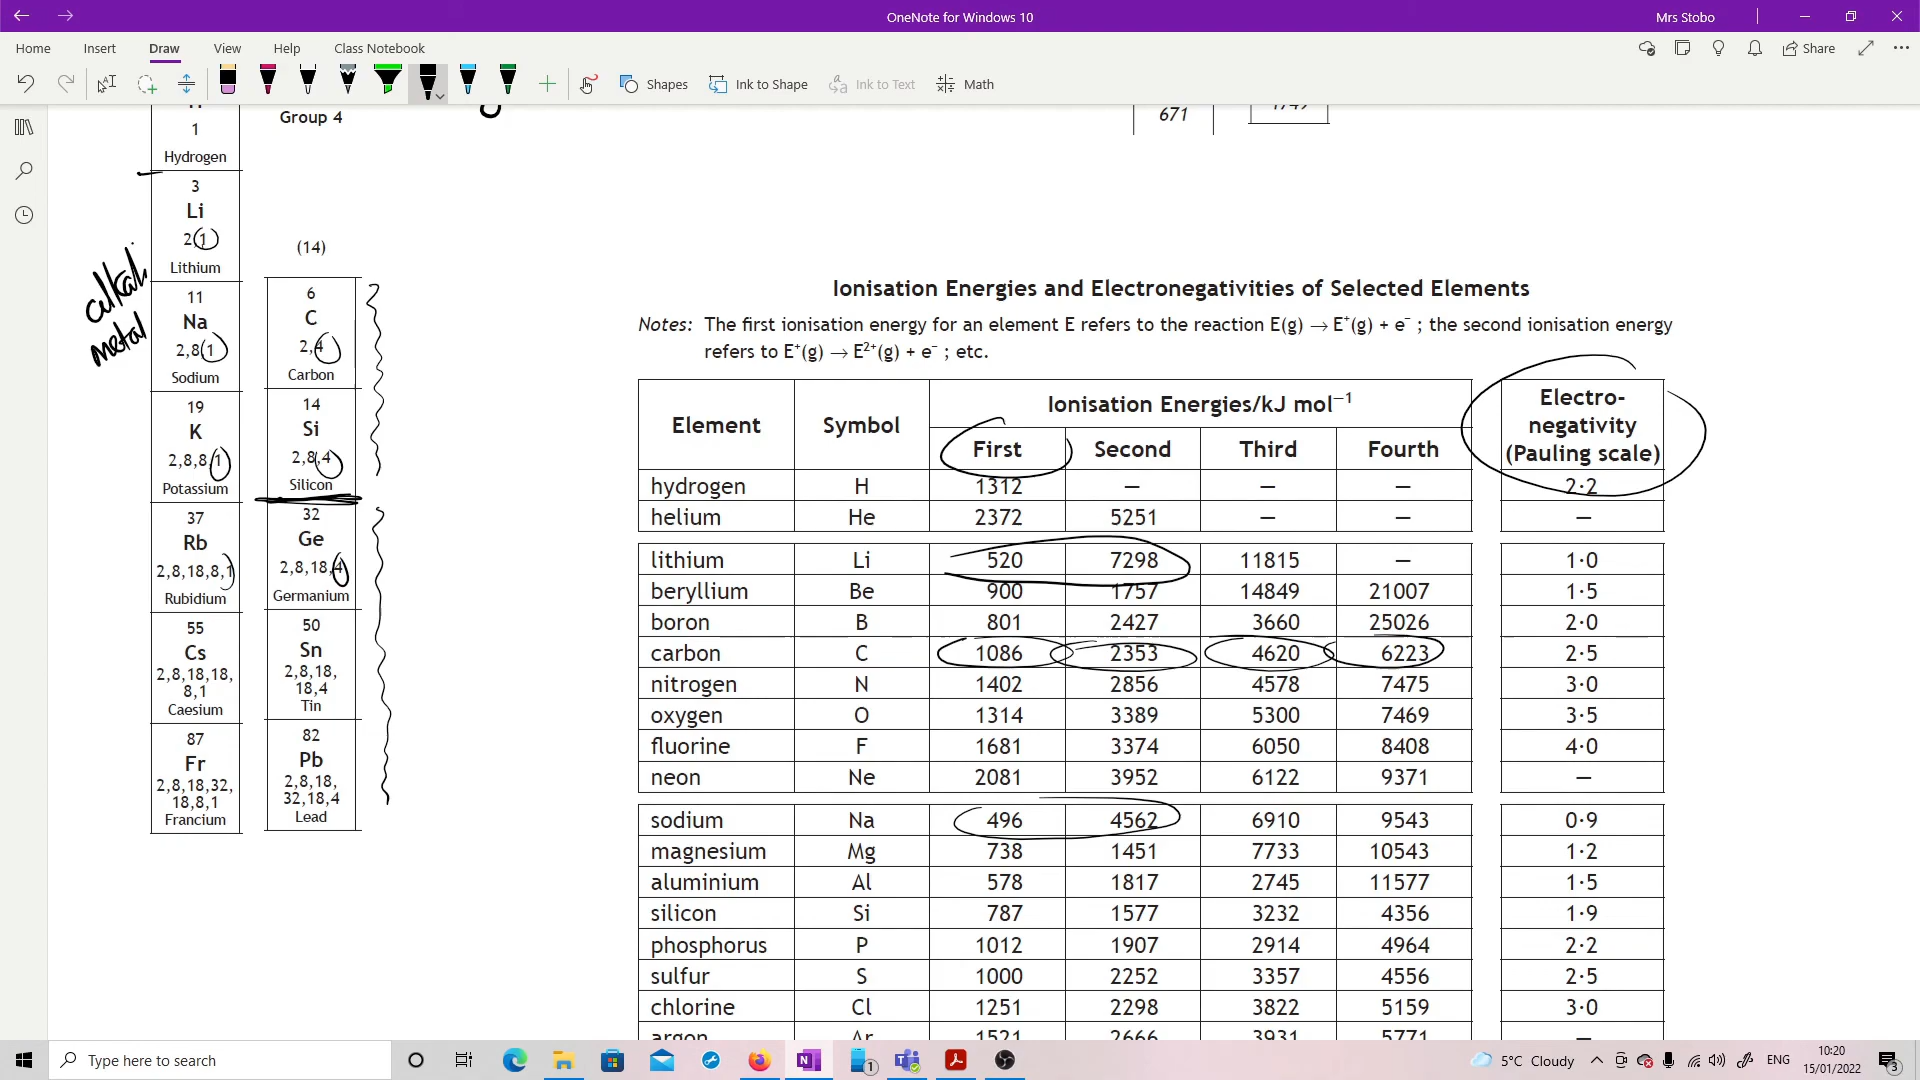 OneNote for Windows 10
Mrs Stobo
Home Insert Draw View Help Class Notebook
Share
Shapes Ink to Shape Ink to Text Math
Group 4
1
Hydrogen
3
Li
2,1
Lithium
11
Na
2,8,1
Sodium
19
K
2,8,8,1
Potassium
37
Rb
2,8,18,8,1
Rubidium
55
Cs
2,8,18,18,
8,1
Caesium
87
Fr
2,8,18,32,
18,8,1
Francium
alkali
metal
(14)
6
C
2,4
Carbon
14
Si
2,8,4
Silicon
32
Ge
2,8,18,4
Germanium
50
Sn
2,8,18,
18,4
Tin
82
Pb
2,8,18,
32,18,4
Lead
671
1749
Ionisation Energies and Electronegativities of Selected Elements
Notes: The first ionisation energy for an element E refers to the reaction E(g) → E⁺(g) + e⁻ ; the second ionisation energy
refers to E⁺(g) → E²⁺(g) + e⁻ ; etc.
Element Symbol Ionisation Energies/kJ mol⁻¹ Electro-
negativity
(Pauling scale)
First Second Third Fourth
hydrogen H 1312 — — — 2·2
helium He 2372 5251 — — —
lithium Li 520 7298 11815 — 1·0
beryllium Be 900 1757 14849 21007 1·5
boron B 801 2427 3660 25026 2·0
carbon C 1086 2353 4620 6223 2·5
nitrogen N 1402 2856 4578 7475 3·0
oxygen O 1314 3389 5300 7469 3·5
fluorine F 1681 3374 6050 8408 4·0
neon Ne 2081 3952 6122 9371 —
sodium Na 496 4562 6910 9543 0·9
magnesium Mg 738 1451 7733 10543 1·2
aluminium Al 578 1817 2745 11577 1·5
silicon Si 787 1577 3232 4356 1·9
phosphorus P 1012 1907 2914 4964 2·2
sulfur S 1000 2252 3357 4556 2·5
chlorine Cl 1251 2298 3822 5159 3·0
argon Ar 1521 2666 3931 5771 —
Type here to search
5°C Cloudy
ENG
10:20
15/01/2022